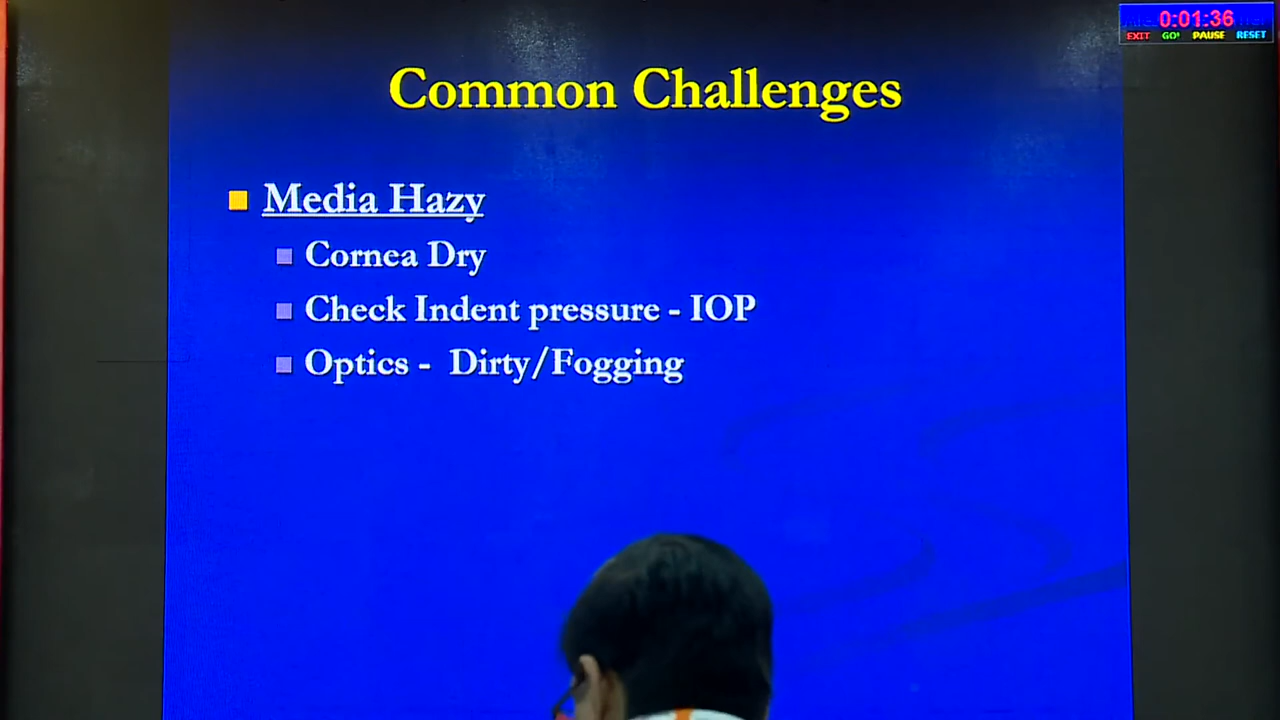 0:01:36
EXIT GO! PAUSE RESET
Common Challenges
Media Hazy
Cornea Dry
Check Indent pressure - IOP
Optics - Dirty/Fogging